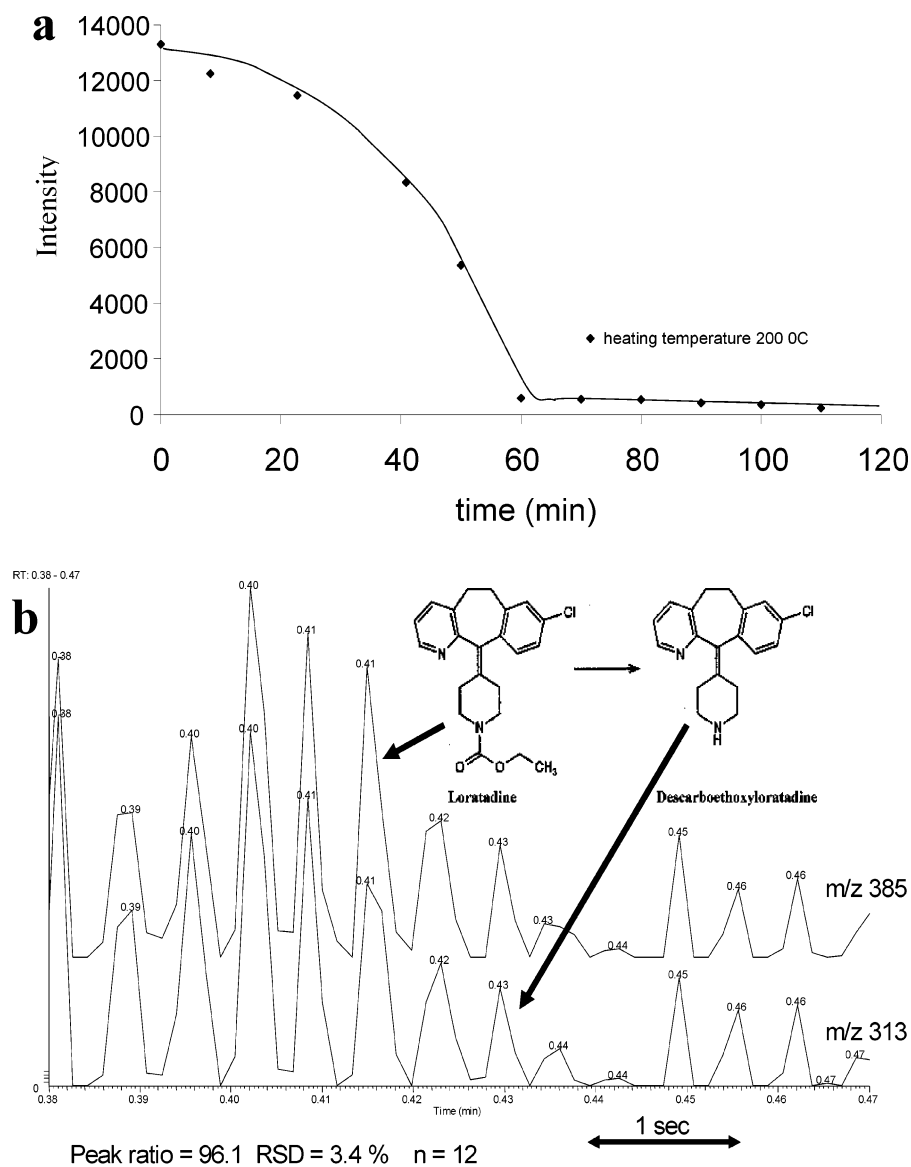 a
14000
12000
10000
8000
6000
4000
2000
0
Intensity
heating temperature 200 0C
0 20 40 60 80 100 120
time (min)
RT: 0.38 - 0.47
b
0.40
0.41
0.38
0.41
0.38
0.40
0.40
0.41
0.39
0.40
0.42
0.43
0.41
0.39
0.43
0.44
0.45
0.46
0.46
m/z 385
N
Cl
N
O
O
CH3
Loratadine
N
Cl
N
H
Descarboethoxyloratadine
0.42
0.43
0.44
0.44
0.45
0.46
0.46
0.47
0.47
m/z 313
0
0.38 0.39 0.40 0.41 0.42 0.43 0.44 0.45 0.46 0.47
Time (min)
1 sec
Peak ratio = 96.1 RSD = 3.4 % n = 12